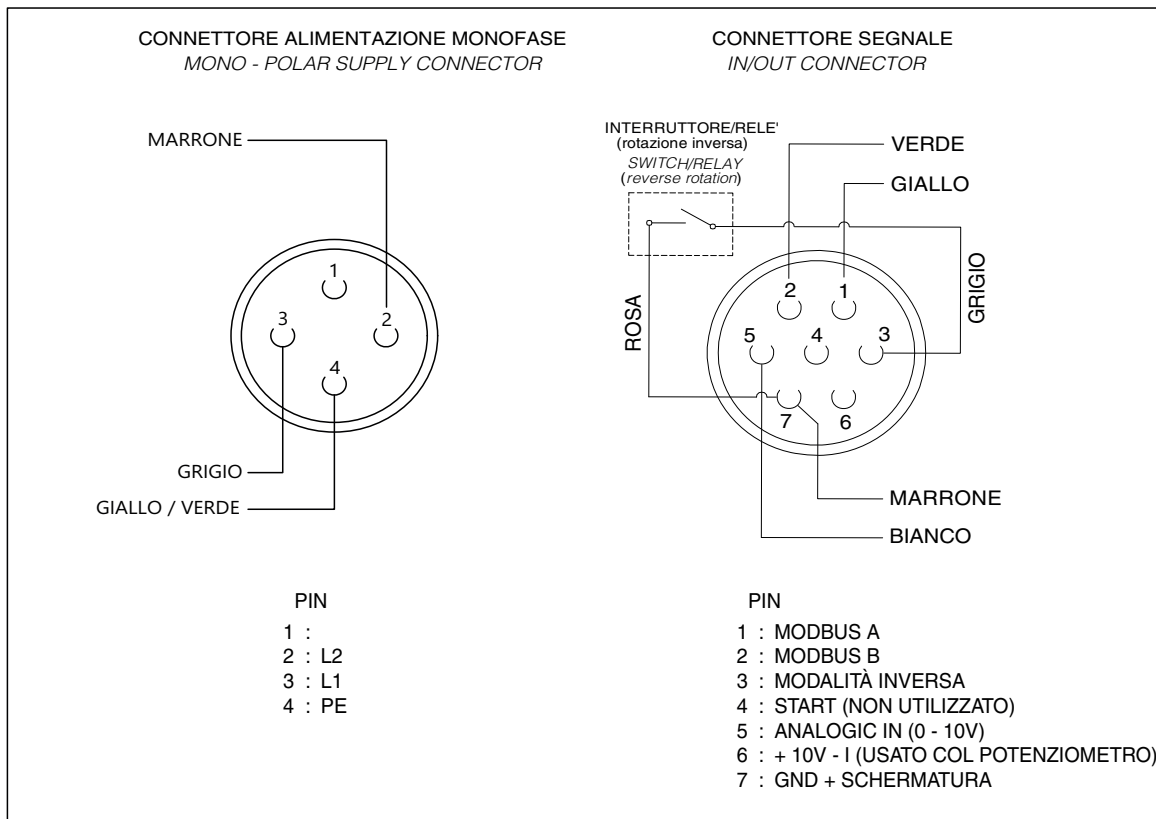 CONNETTORE ALIMENTAZIONE MONOFASE
MONO - POLAR SUPPLY CONNECTOR
MARRONE
1
3
2
4
GRIGIO
GIALLO / VERDE
PIN
1 :
2 : L2
3 : L1
4 : PE
CONNETTORE SEGNALE
IN/OUT CONNECTOR
INTERRUTTORE/RELE'
(rotazione inversa)
SWITCH/RELAY
(reverse rotation)
VERDE
GIALLO
ROSA
GRIGIO
2
1
5
4
3
7
6
MARRONE
BIANCO
PIN
1 : MODBUS A
2 : MODBUS B
3 : MODALITÀ INVERSA
4 : START (NON UTILIZZATO)
5 : ANALOGIC IN (0 - 10V)
6 : + 10V - I (USATO COL POTENZIOMETRO)
7 : GND + SCHERMATURA